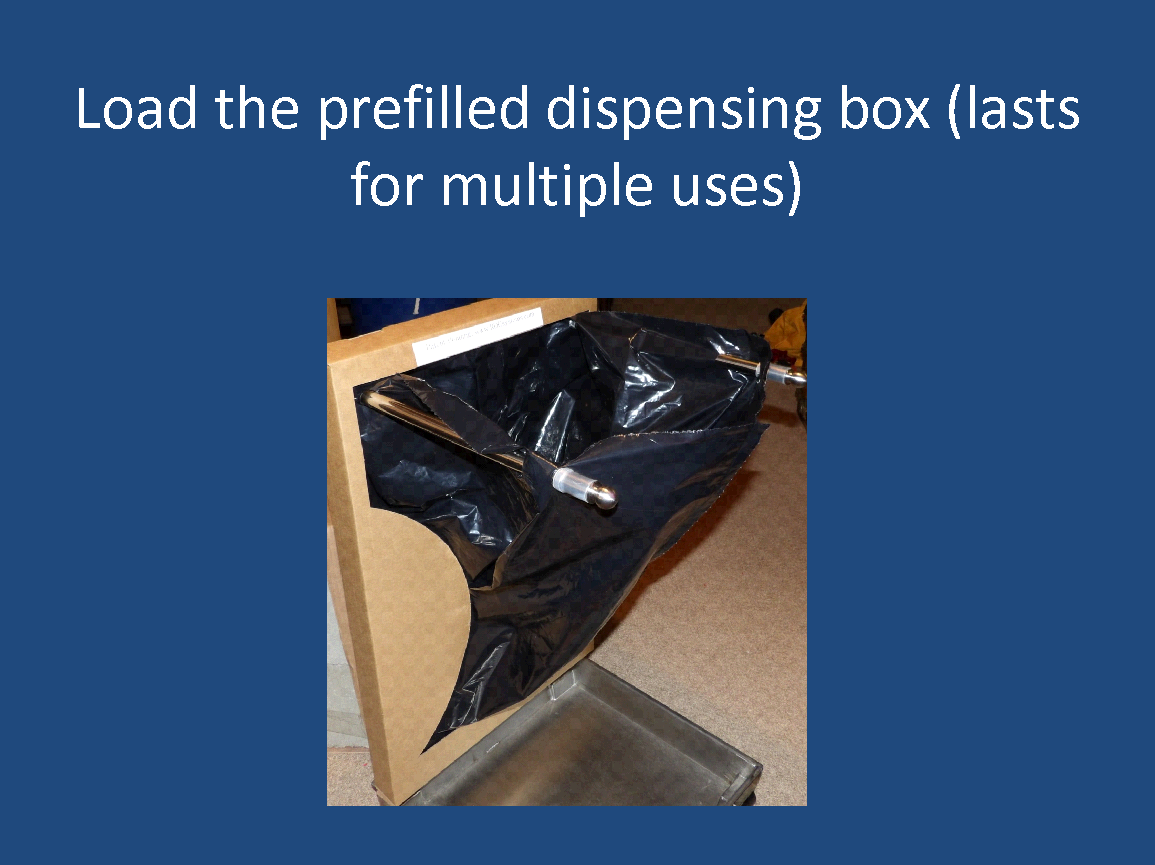 Load the prefilled dispensing box (lasts
for multiple uses)